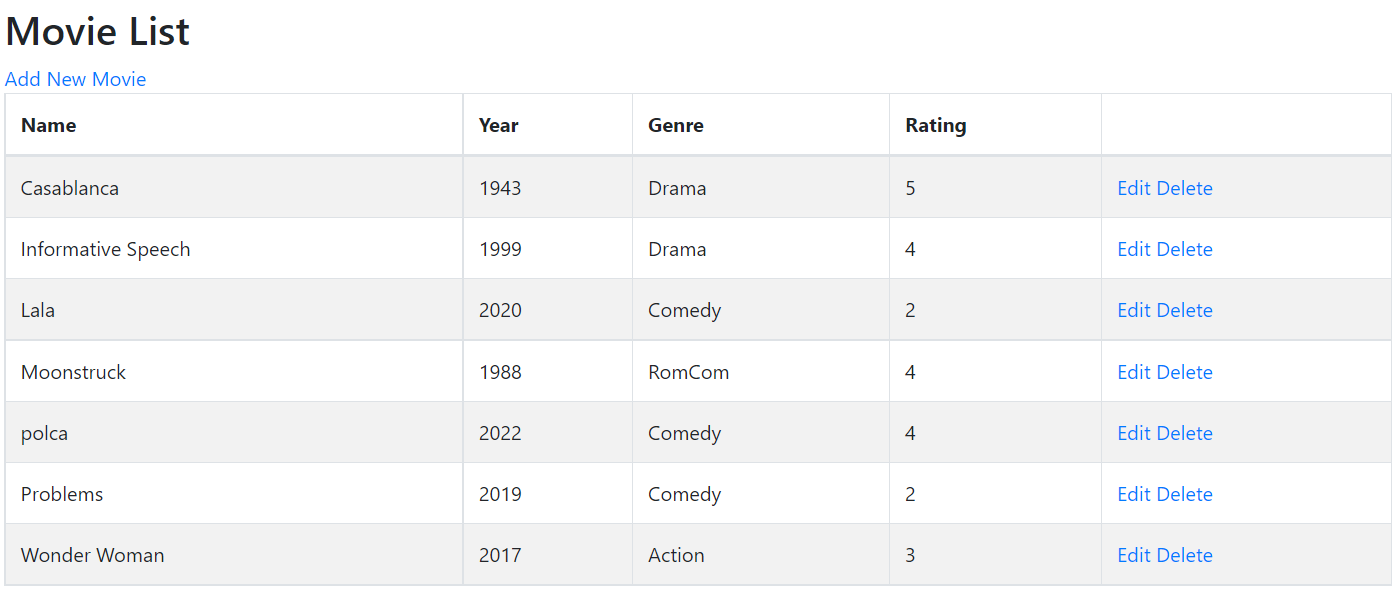 Movie List
Add New Movie
Name Year Genre Rating
Casablanca 1943 Drama 5 Edit Delete
Informative Speech 1999 Drama 4 Edit Delete
Lala 2020 Comedy 2 Edit Delete
Moonstruck 1988 RomCom 4 Edit Delete
polca 2022 Comedy 4 Edit Delete
Problems 2019 Comedy 2 Edit Delete
Wonder Woman 2017 Action 3 Edit Delete